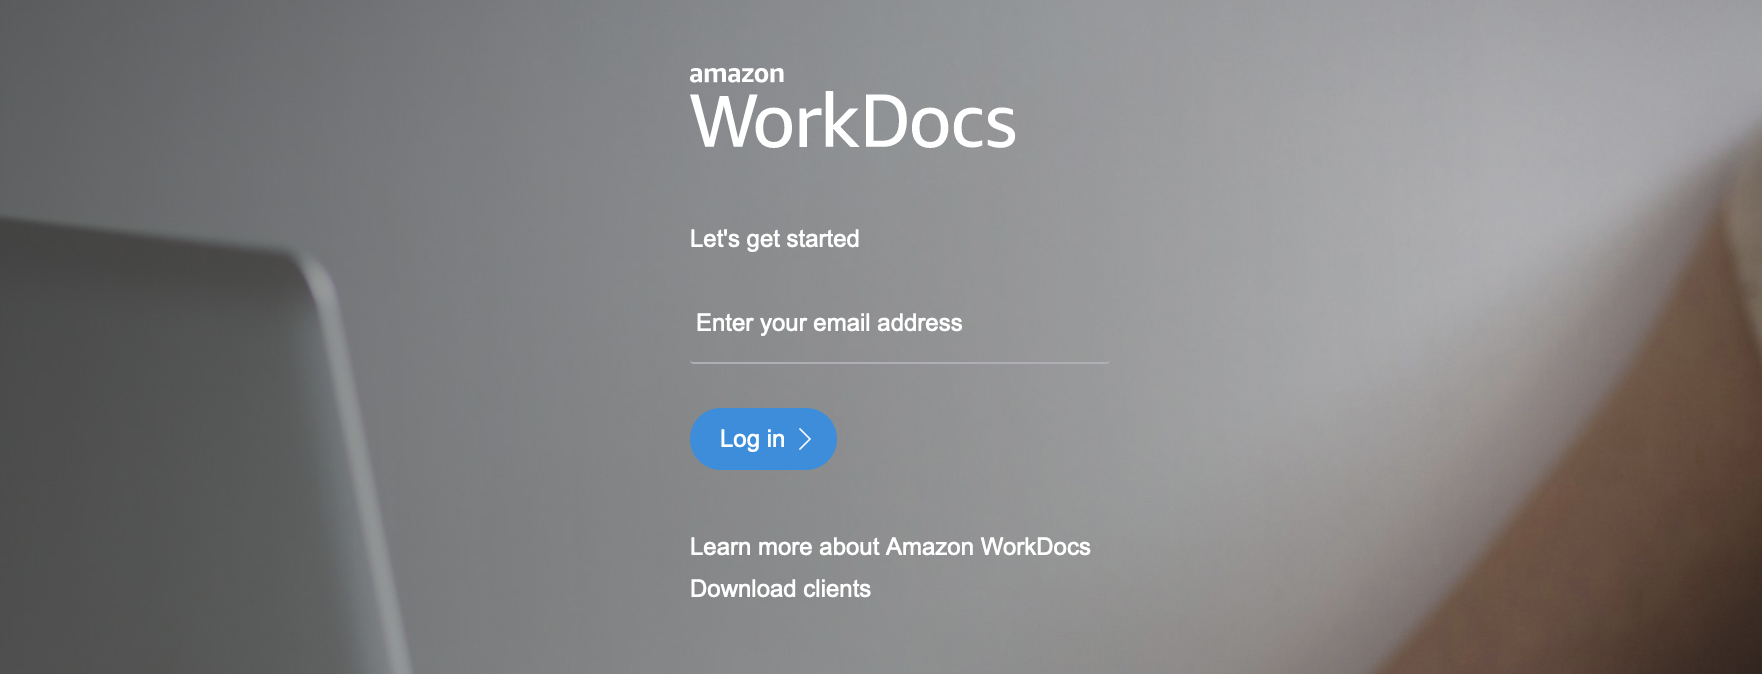 amazon
WorkDocs
Let's get started
Enter your email address
Log in
Learn more about Amazon WorkDocs
Download clients